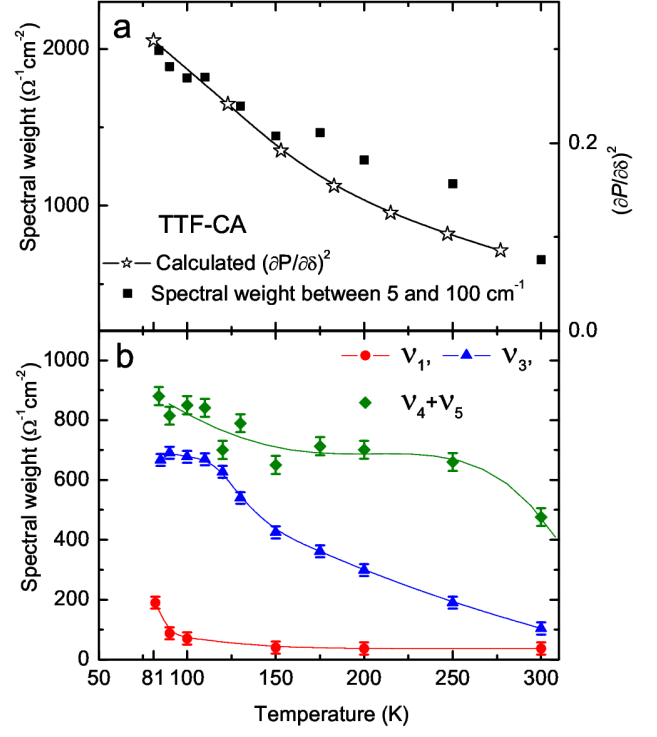 a
2000
1000
Spectral weight (Ω⁻¹cm⁻²)
0.2
0.0
(∂P/∂δ)²
TTF-CA
Calculated (∂P/∂δ)²
Spectral weight between 5 and 100 cm⁻¹
b
ν₁, ν₃,
ν₄+ν₅
1000
800
600
400
200
0
Spectral weight (Ω⁻¹cm⁻²)
50 81 100 150 200 250 300
Temperature (K)